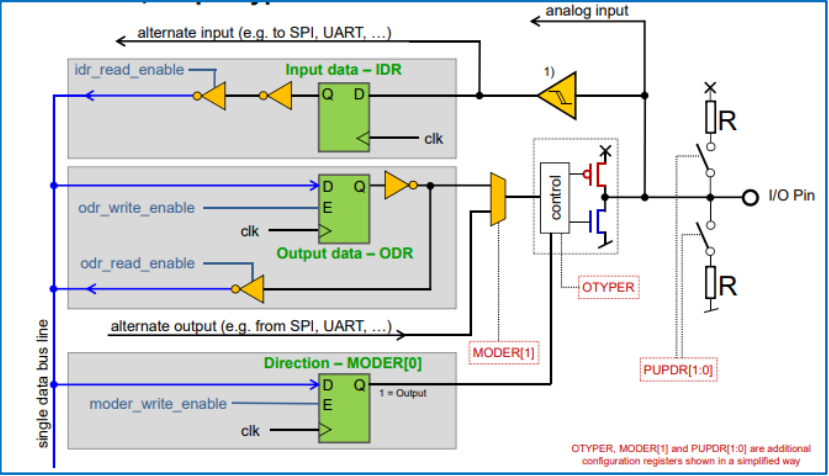 analog input
alternate input (e.g. to SPI, UART, …)
idr_read_enable
Input data – IDR
1)
Q D
clk
R
D Q
odr_write_enable
E
clk
Output data – ODR
odr_read_enable
control
I/O Pin
OTYPER
R
alternate output (e.g. from SPI, UART, …)
MODER[1]
PUPDR[1:0]
single data bus line
Direction – MODER[0]
D Q
1 = Output
moder_write_enable
E
clk
OTYPER, MODER[1] and PUPDR[1:0] are additional
configuration registers shown in a simplified way